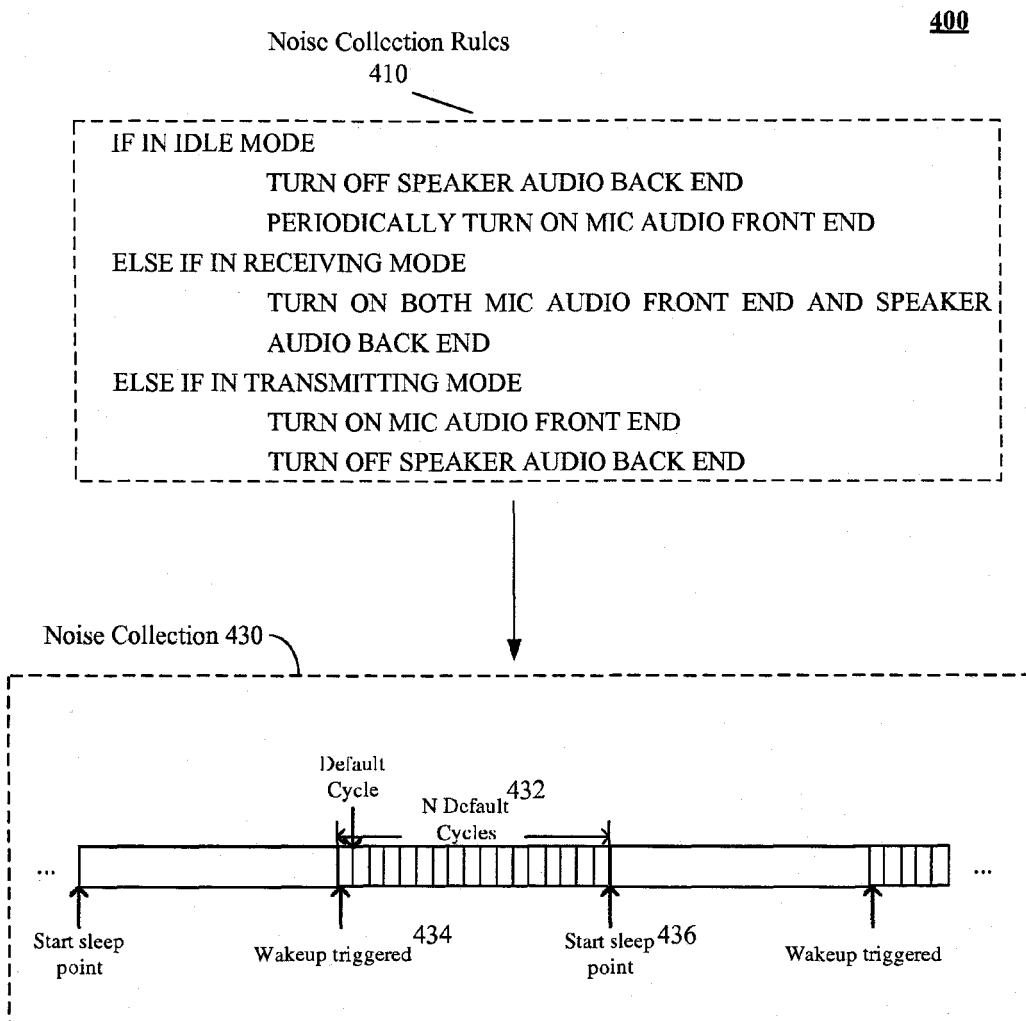 400
Noise Collection Rules
410
IF IN IDLE MODE
TURN OFF SPEAKER AUDIO BACK END
PERIODICALLY TURN ON MIC AUDIO FRONT END
ELSE IF IN RECEIVING MODE
TURN ON BOTH MIC AUDIO FRONT END AND SPEAKER
AUDIO BACK END
ELSE IF IN TRANSMITTING MODE
TURN ON MIC AUDIO FRONT END
TURN OFF SPEAKER AUDIO BACK END
Noise Collection 430
Default
Cycle
N Default 432
Cycles
...
...
Start sleep
point
Wakeup triggered 434
Start sleep 436
point
Wakeup triggered